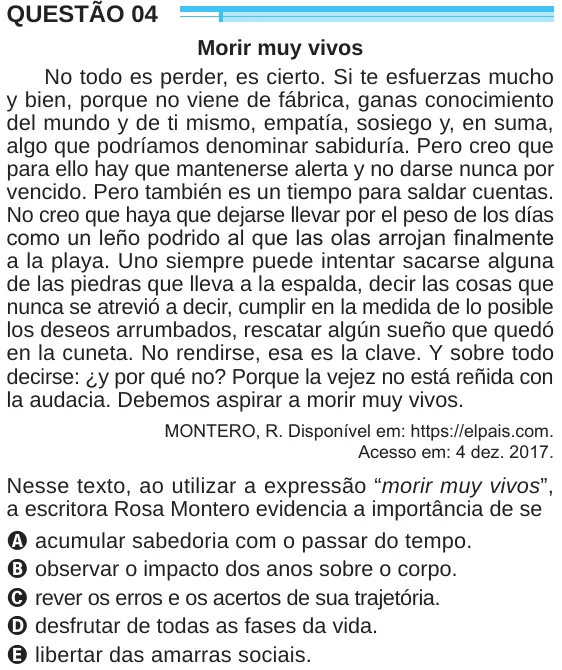 QUESTÃO 04
Morir muy vivos
No todo es perder, es cierto. Si te esfuerzas mucho
y bien, porque no viene de fábrica, ganas conocimiento
del mundo y de ti mismo, empatía, sosiego y, en suma,
algo que podríamos denominar sabiduría. Pero creo que
para ello hay que mantenerse alerta y no darse nunca por
vencido. Pero también es un tiempo para saldar cuentas.
No creo que haya que dejarse llevar por el peso de los días
como un leño podrido al que las olas arrojan finalmente
a la playa. Uno siempre puede intentar sacarse alguna
de las piedras que lleva a la espalda, decir las cosas que
nunca se atrevió a decir, cumplir en la medida de lo posible
los deseos arrumbados, rescatar algún sueño que quedó
en la cuneta. No rendirse, esa es la clave. Y sobre todo
decirse: ¿y por qué no? Porque la vejez no está reñida con
la audacia. Debemos aspirar a morir muy vivos.
MONTERO, R. Disponível em: https://elpais.com.
Acesso em: 4 dez. 2017.
Nesse texto, ao utilizar a expressão “morir muy vivos”,
a escritora Rosa Montero evidencia a importância de se
A acumular sabedoria com o passar do tempo.
B observar o impacto dos anos sobre o corpo.
C rever os erros e os acertos de sua trajetória.
D desfrutar de todas as fases da vida.
E libertar das amarras sociais.